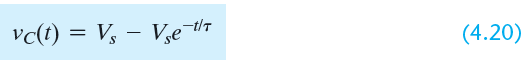 v_C(t) = V_s − V_s e^{−t/τ} (4.20)